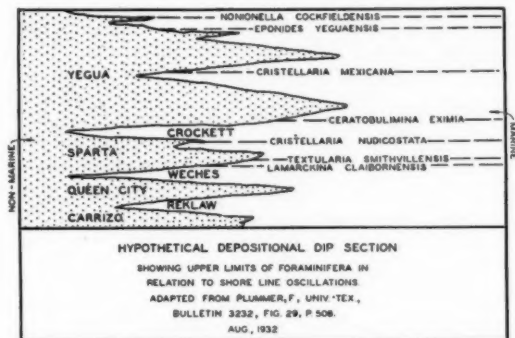 NONIONELLA COCKFIELDENSIS
EPONIDES YEGUAENSIS
YEGUA
CRISTELLARIA MEXICANA
CERATOBULIMINA EXIMIA
CROCKETT
CRISTELLARIA NUDICOSTATA
NON-MARINE
MARINE
SPARTA
TEXTULARIA SMITHVILLENSIS
WECHES
LAMARCKINA CLAIBORNENSIS
QUEEN CITY
REKLAW
CARRIZO
HYPOTHETICAL DEPOSITIONAL DIP SECTION
SHOWING UPPER LIMITS OF FORAMINIFERA IN
RELATION TO SHORE LINE OSCILLATIONS.
ADAPTED FROM PLUMMER, F., UNIV. TEX.,
BULLETIN 3232, FIG. 29, P. 508.
AUG., 1932